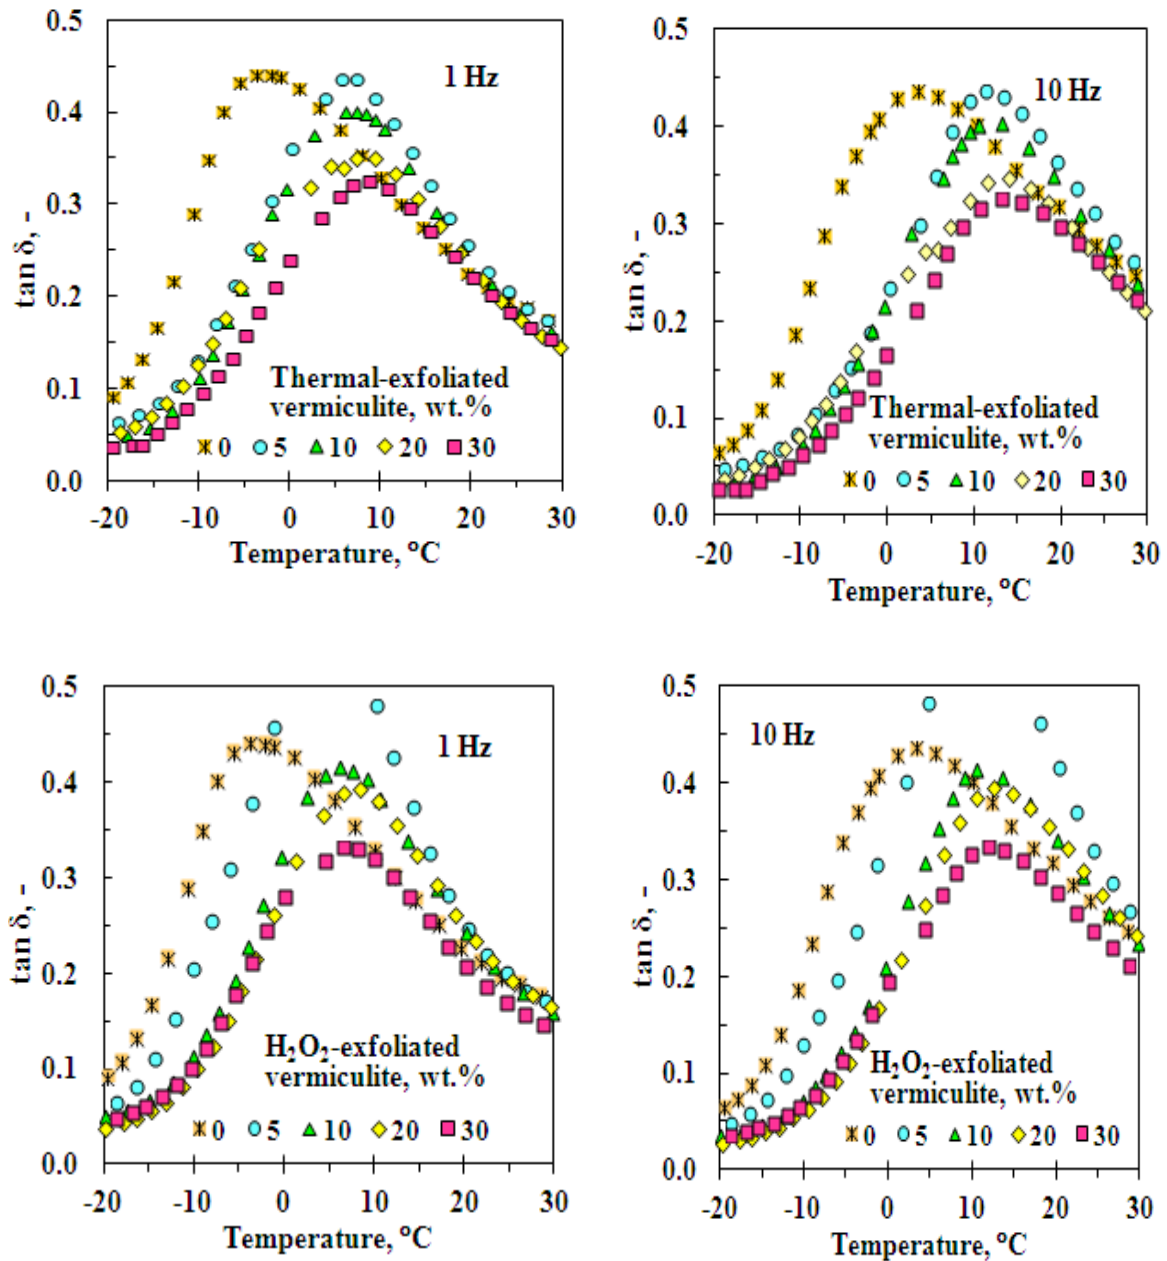 0.5
0.4
0.3
0.2
0.1
0.0
tan δ, -
1 Hz
Thermal-exfoliated
vermiculite, wt.%
0 5 10 20 30
-20 -10 0 10 20 30
Temperature, °C
0.5
0.4
0.3
0.2
0.1
0.0
tan δ, -
10 Hz
Thermal-exfoliated
vermiculite, wt.%
0 5 10 20 30
-20 -10 0 10 20 30
Temperature, °C
0.5
0.4
0.3
0.2
0.1
0.0
tan δ, -
1 Hz
H₂O₂-exfoliated
vermiculite, wt.%
0 5 10 20 30
-20 -10 0 10 20 30
Temperature, °C
0.5
0.4
0.3
0.2
0.1
0.0
tan δ, -
10 Hz
H₂O₂-exfoliated
vermiculite, wt.%
0 5 10 20 30
-20 -10 0 10 20 30
Temperature, °C